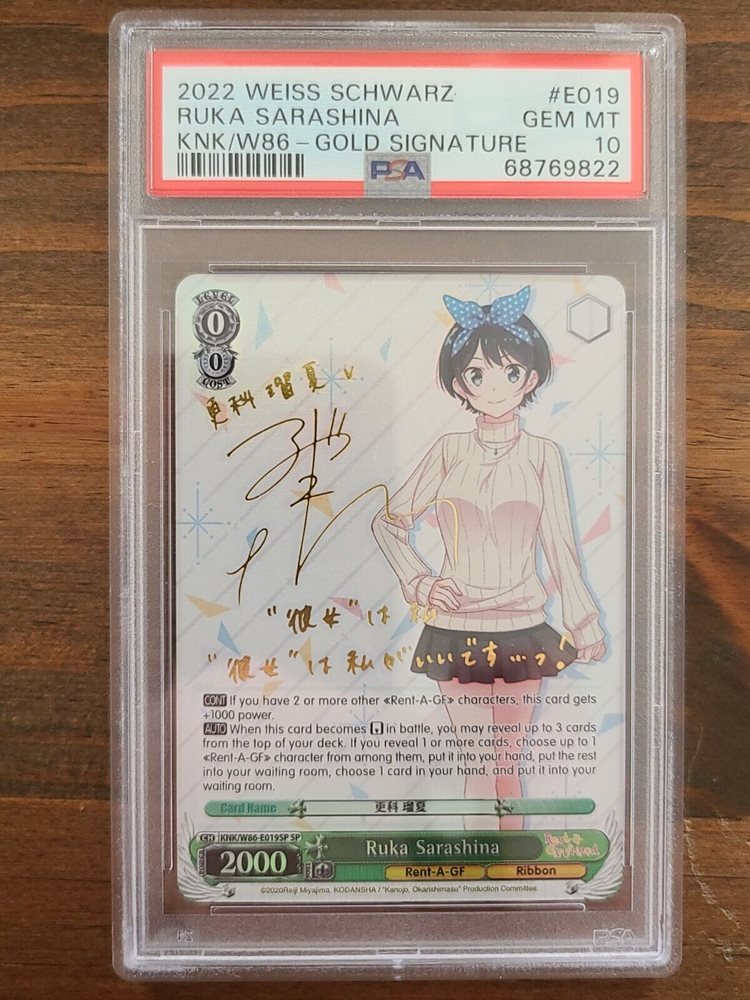 2022 WEISS SCHWARZ #E019
RUKA SARASHINA GEM MT
KNK/W86 – GOLD SIGNATURE 10
PSA 68769822
LEVEL
0
0
COST
更科 瑠夏
"彼女"は私
"彼女"は私がいいです…っ!
CONT If you have 2 or more other «Rent-A-GF» characters, this card gets
+1000 power.
AUTO When this card becomes in battle, you may reveal up to 3 cards
from the top of your deck. If you reveal 1 or more cards, choose up to 1
«Rent-A-GF» character from among them, put it into your hand, put the rest
into your waiting room, choose 1 card in your hand, and put it into your
waiting room.
Card Name 更科 瑠夏
CH KNK/W86-E019SP SP
2000 Ruka Sarashina
Rent-A-GF Ribbon
©2020Reiji Miyajima, KODANSHA / "Kanojo, Okarishimasu" Production Committee.
PSA